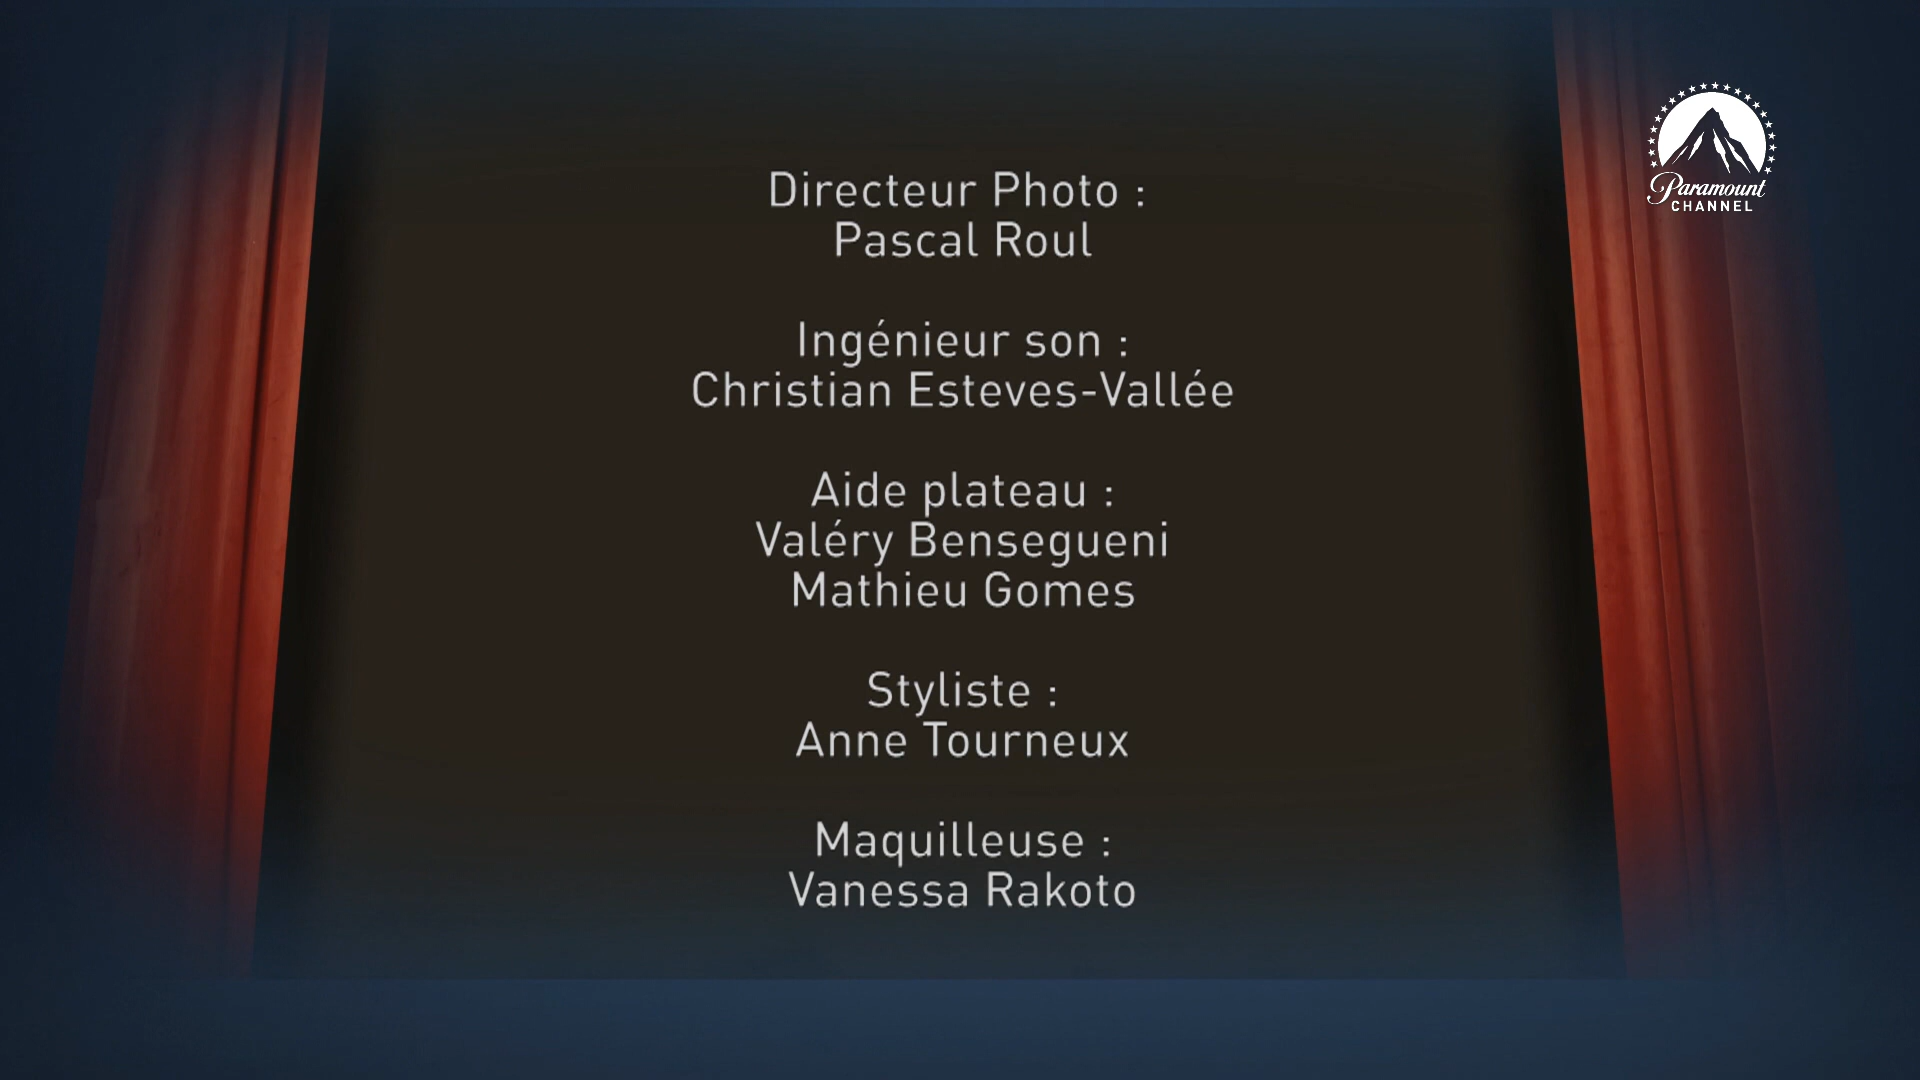 Directeur Photo :
Pascal Roul
Ingénieur son :
Christian Esteves-Vallée
Aide plateau :
Valéry Bensegueni
Mathieu Gomes
Styliste :
Anne Tourneux
Maquilleuse :
Vanessa Rakoto
Paramount
CHANNEL